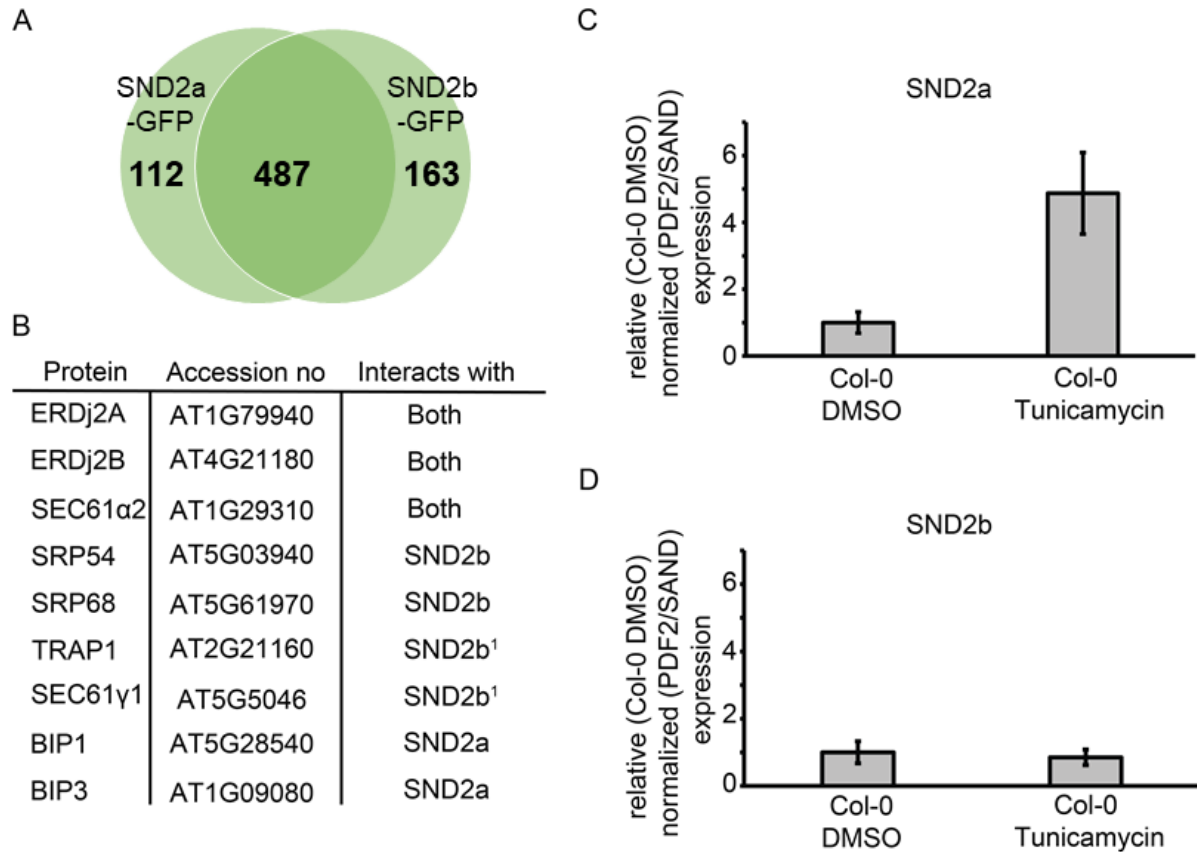 A
SND2a
-GFP
112
487
SND2b
-GFP
163
B
Protein Accession no Interacts with
ERDj2A AT1G79940 Both
ERDj2B AT4G21180 Both
SEC61α2 AT1G29310 Both
SRP54 AT5G03940 SND2b
SRP68 AT5G61970 SND2b
TRAP1 AT2G21160 SND2b¹
SEC61γ1 AT5G5046 SND2b¹
BIP1 AT5G28540 SND2a
BIP3 AT1G09080 SND2a
C
SND2a
relative (Col-0 DMSO)
normalized (PDF2/SAND)
expression
6
4
2
0
Col-0
DMSO
Col-0
Tunicamycin
D
SND2b
relative (Col-0 DMSO)
normalized (PDF2/SAND)
expression
6
4
2
0
Col-0
DMSO
Col-0
Tunicamycin